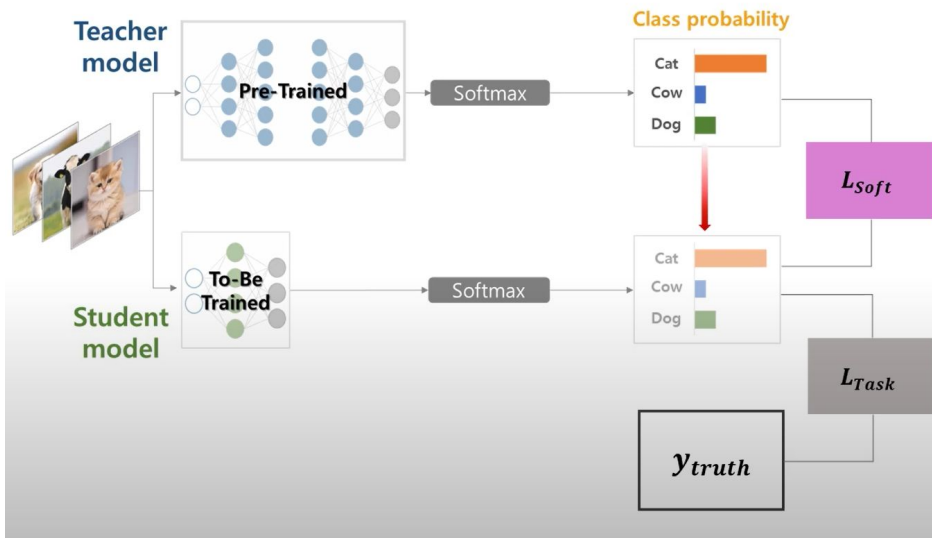 Teacher
model
Pre-Trained
Softmax
Class probability
Cat
Cow
Dog
L_Soft
Student
model
To-Be
Trained
Softmax
Cat
Cow
Dog
L_Task
y_truth